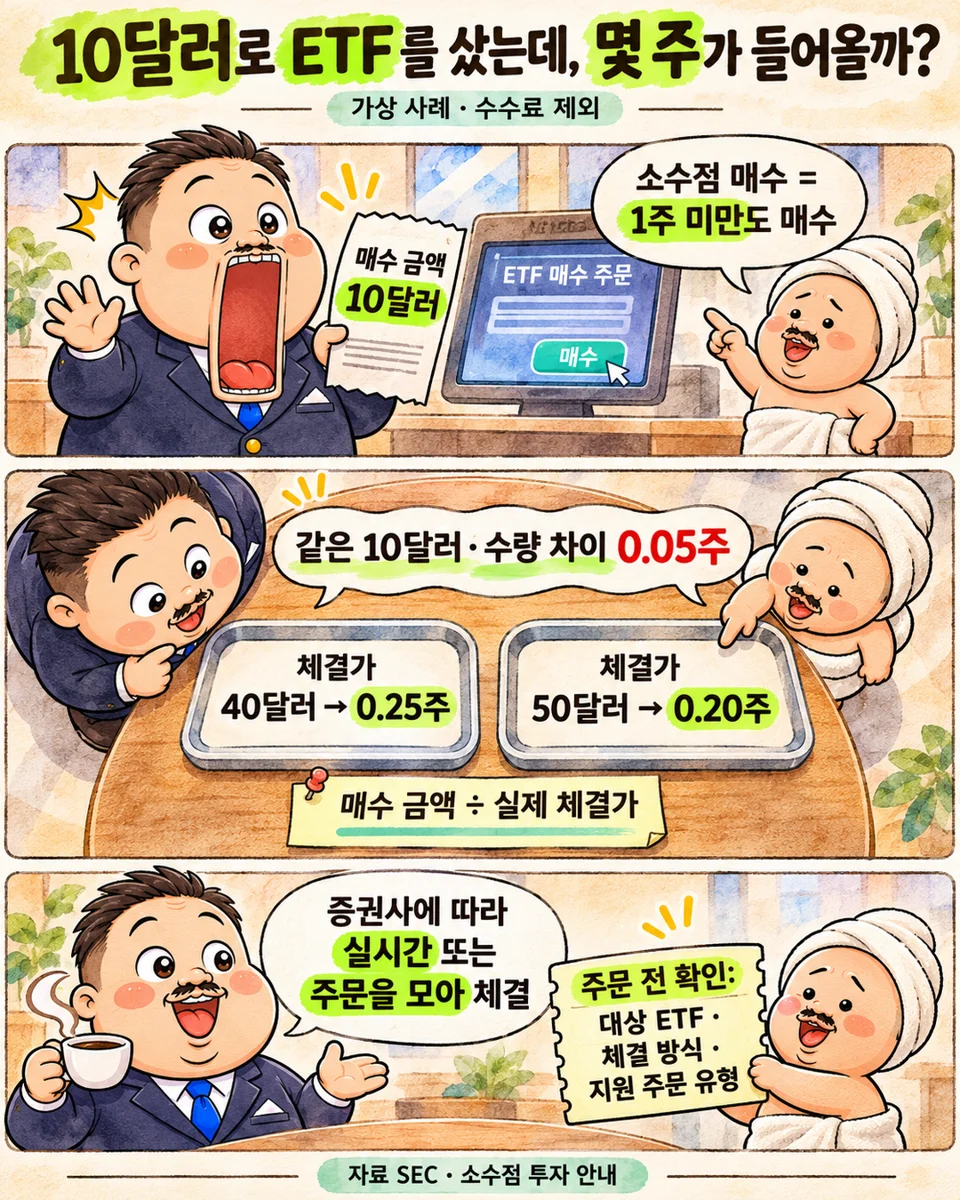 10달러로 ETF를 샀는데, 몇 주가 들어올까?
가상 사례 · 수수료 제외
소수점 매수 =
1주 미만도 매수
매수 금액
10달러
ETF 매수 주문
매수
같은 10달러 · 수량 차이 0.05주
체결가
40달러 → 0.25주
체결가
50달러 → 0.20주
매수 금액 ÷ 실제 체결가
증권사에 따라
실시간 또는
주문을 모아 체결
주문 전 확인:
대상 ETF ·
체결 방식 ·
지원 주문 유형
자료 SEC · 소수점 투자 안내